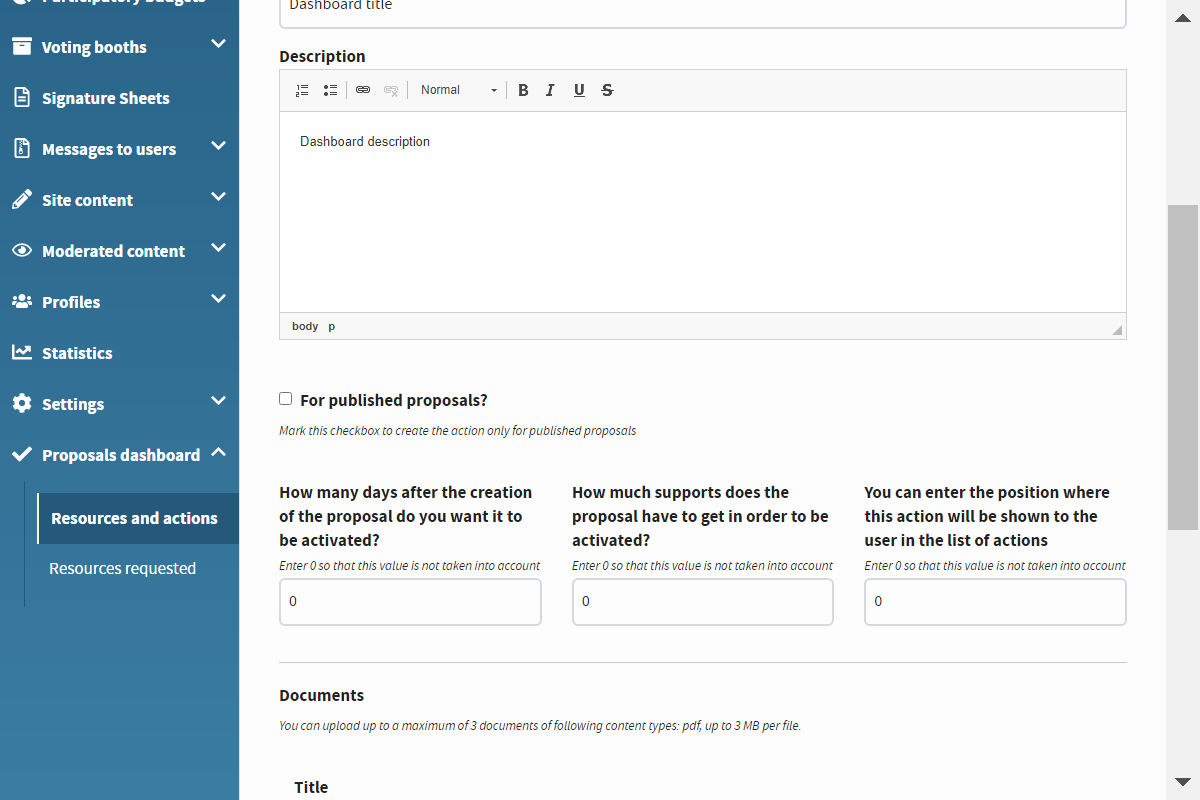 Participatory budgets
Voting booths
Signature Sheets
Messages to users
Site content
Moderated content
Profiles
Statistics
Settings
Proposals dashboard
Resources and actions
Resources requested
Dashboard title
Description
Normal
B I U S
Dashboard description
body p
For published proposals?
Mark this checkbox to create the action only for published proposals
How many days after the creation
of the proposal do you want it to
be activated?
Enter 0 so that this value is not taken into account
0
How much supports does the
proposal have to get in order to be
activated?
Enter 0 so that this value is not taken into account
0
You can enter the position where
this action will be shown to the
user in the list of actions
Enter 0 so that this value is not taken into account
0
Documents
You can upload up to a maximum of 3 documents of following content types: pdf, up to 3 MB per file.
Title